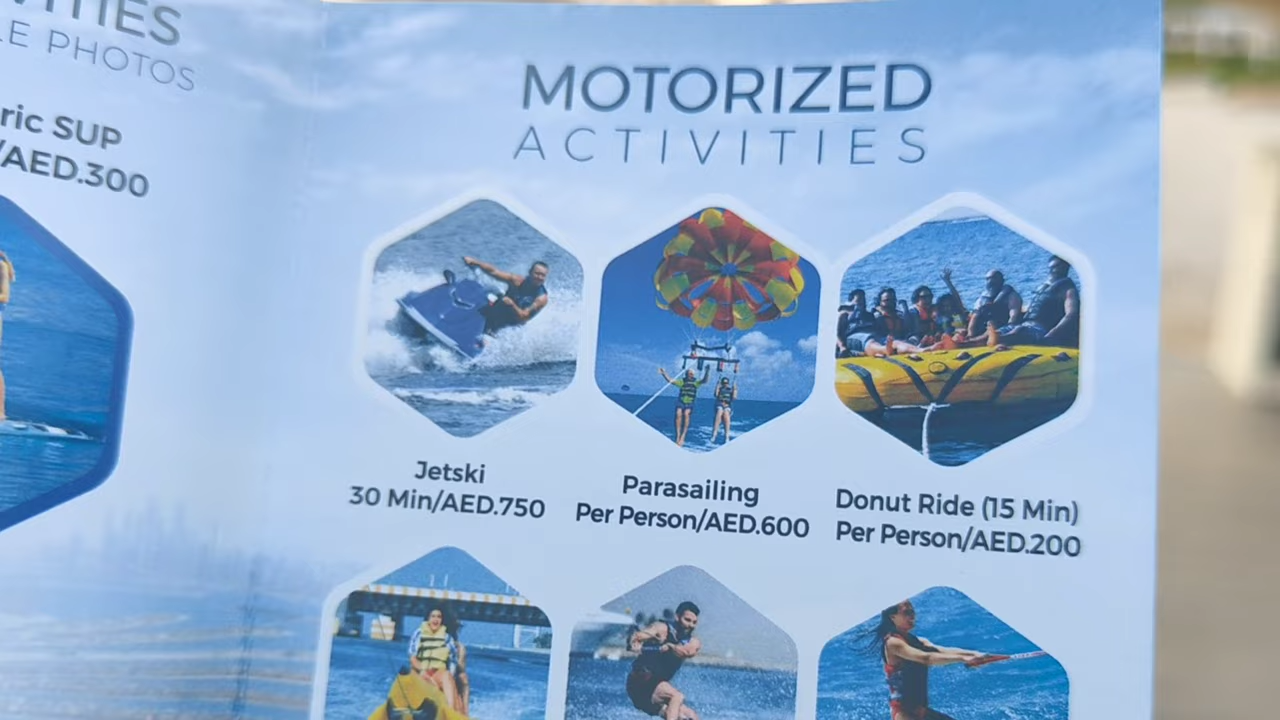 VITIES
LE PHOTOS
ric SUP
/AED.300
MOTORIZED
ACTIVITIES
Jetski
30 Min/AED.750
Parasailing
Per Person/AED.600
Donut Ride (15 Min)
Per Person/AED.200